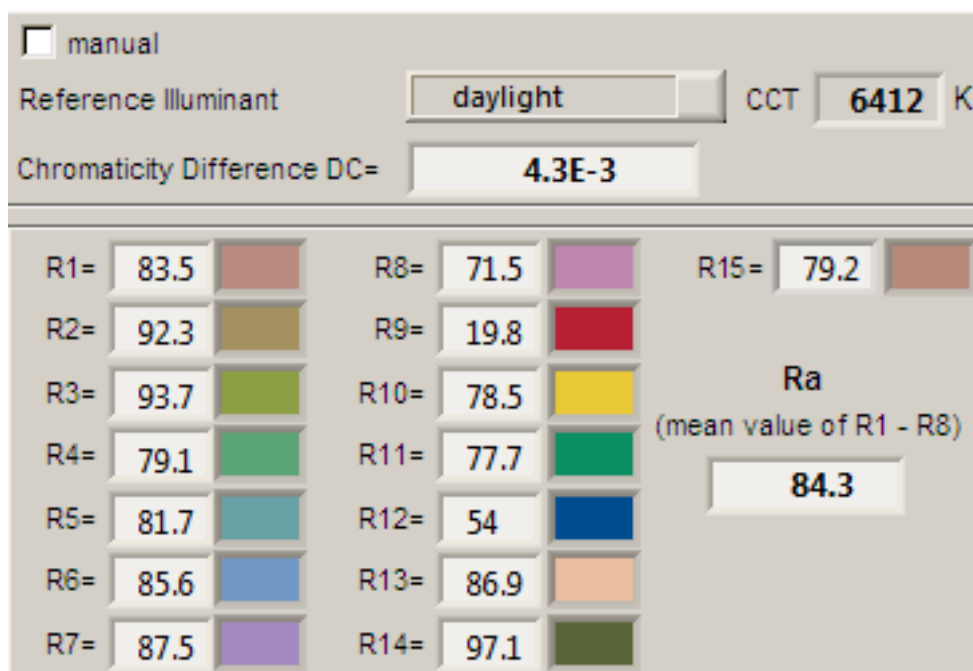 manual
Reference Illuminant daylight CCT 6412 K
Chromaticity Difference DC= 4.3E-3
R1= 83.5 R8= 71.5 R15= 79.2
R2= 92.3 R9= 19.8
R3= 93.7 R10= 78.5 Ra
(mean value of R1 - R8)
R4= 79.1 R11= 77.7
84.3
R5= 81.7 R12= 54
R6= 85.6 R13= 86.9
R7= 87.5 R14= 97.1